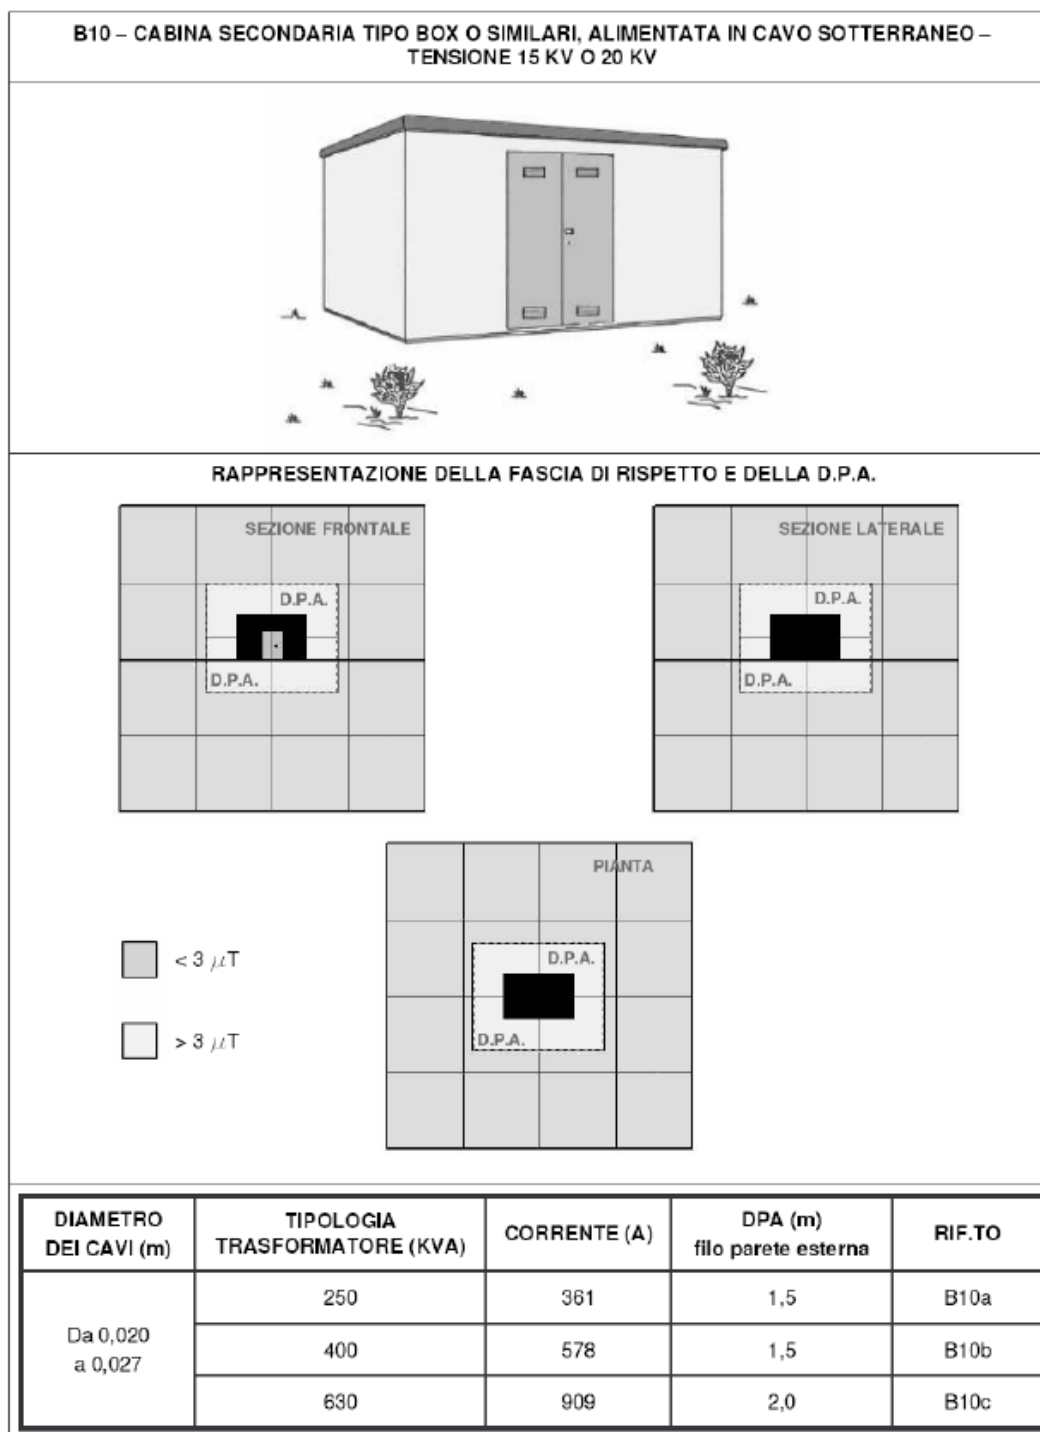 B10 – CABINA SECONDARIA TIPO BOX O SIMILARI, ALIMENTATA IN CAVO SOTTERRANEO –
TENSIONE 15 KV O 20 KV
RAPPRESENTAZIONE DELLA FASCIA DI RISPETTO E DELLA D.P.A.
SEZIONE FRONTALE
D.P.A.
D.P.A.
SEZIONE LATERALE
D.P.A.
D.P.A.
PIANTA
D.P.A.
D.P.A.
< 3 μT
> 3 μT
DIAMETRO
DEI CAVI (m)
TIPOLOGIA
TRASFORMATORE (KVA)
CORRENTE (A)
DPA (m)
filo parete esterna
RIF.TO
Da 0,020
a 0,027
250 361 1,5 B10a
400 578 1,5 B10b
630 909 2,0 B10c